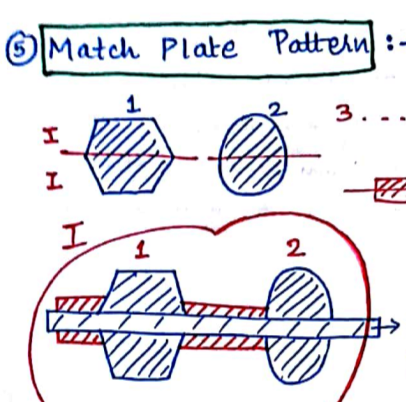 ⑤ Match Plate Pattern :-
1 2 3 . . .
I
I
I
1 2